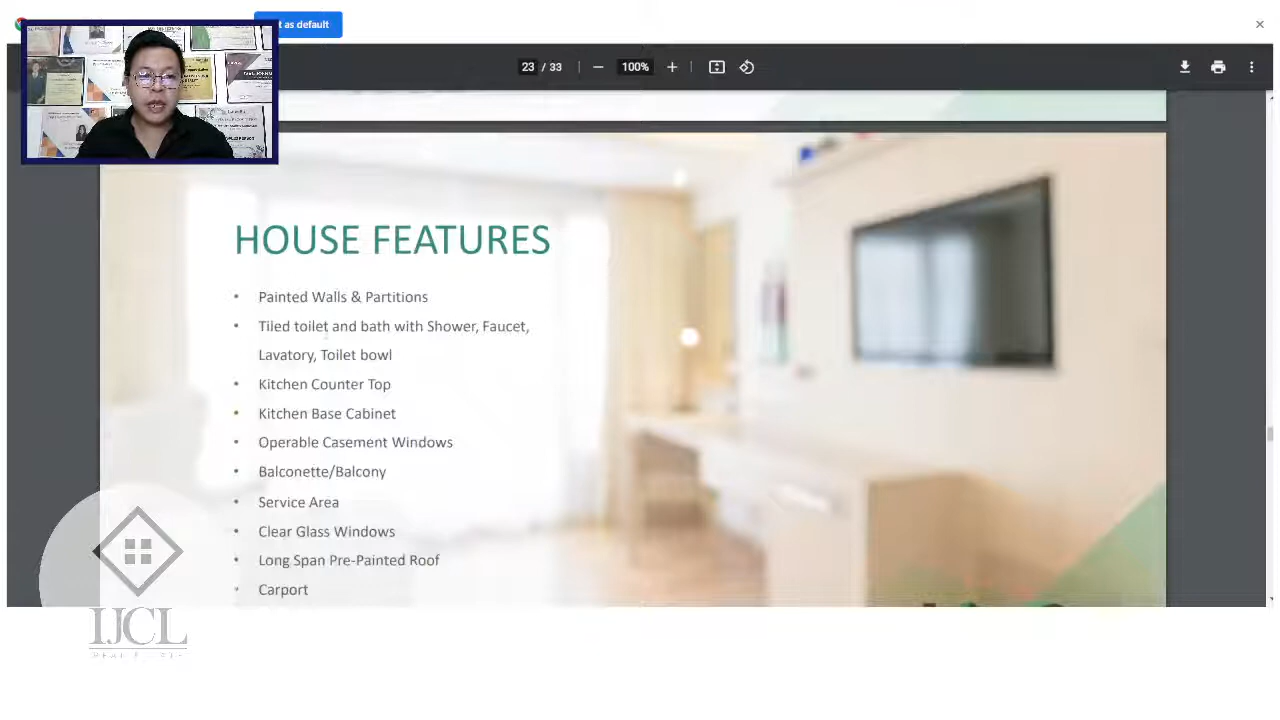 t as default
23 / 33
100%
HOUSE FEATURES
• Painted Walls & Partitions
• Tiled toilet and bath with Shower, Faucet,
Lavatory, Toilet bowl
• Kitchen Counter Top
• Kitchen Base Cabinet
• Operable Casement Windows
• Balconette/Balcony
• Service Area
• Clear Glass Windows
• Long Span Pre-Painted Roof
• Carport
IJCL